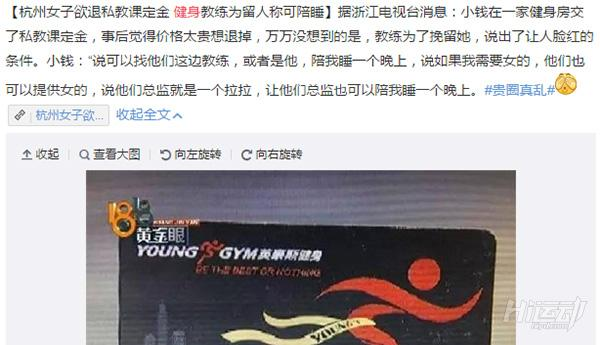 【杭州女子欲退私教课定金 健身教练为留人称可陪睡】据浙江电视台消息：小钱在一家健身房交
了私教课定金，事后觉得价格太贵想退掉，万万没想到的是，教练为了挽留她，说出了让人脸红的
条件。小钱：“说可以找他们这边教练，或者是他，陪我睡一个晚上，说如果我需要女的，他们也
可以提供女的，说他们总监就是一个拉拉，让他们总监也可以陪我睡一个晚上。#贵圈真乱#
杭州女子欲... 收起全文
收起 查看大图 向左旋转 向右旋转
18
黄金眼
YOUNG GYM英豪斯健身
BE THE BEST OR NOTHING
YOUNG
Hi运动